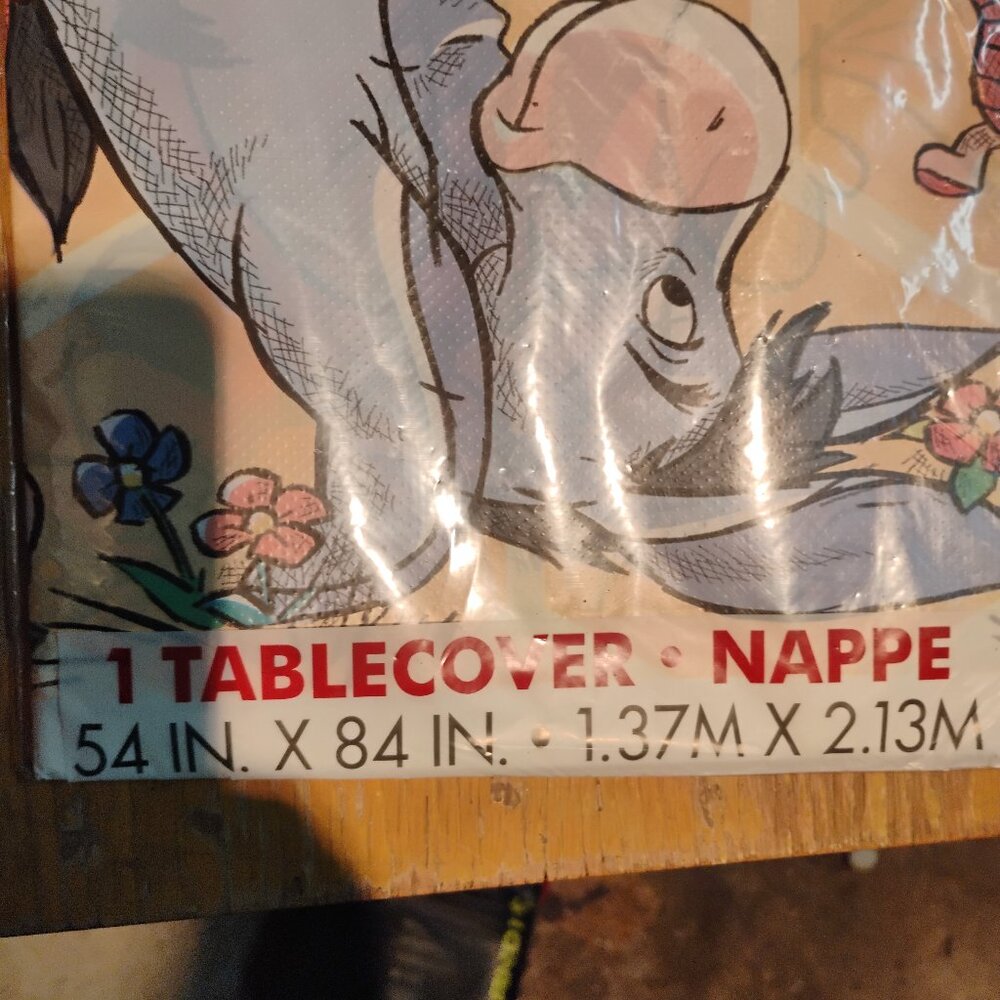 1 TABLECOVER • NAPPE
54 IN. X 84 IN. • 1.37M X 2.13M